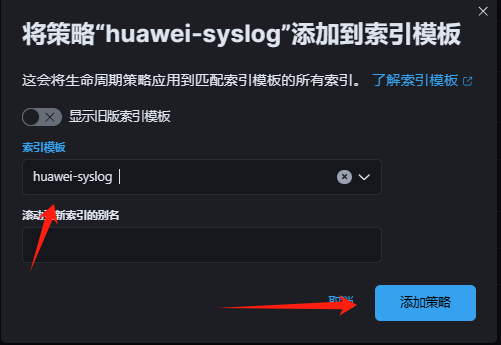 将策略“huawei-syslog”添加到索引模板
这会将生命周期策略应用到匹配索引模板的所有索引。 了解索引模板
显示旧版索引模板
索引模板
huawei-syslog
滚动更新索引的别名
取消
添加策略